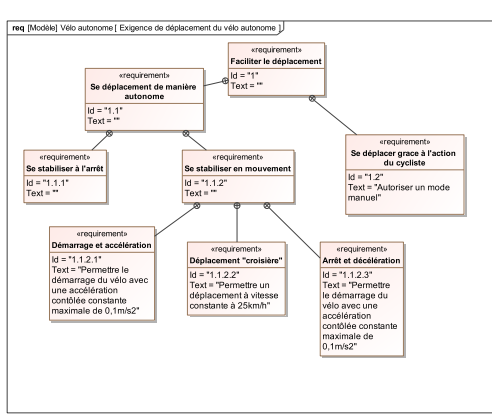 req [Modèle] Vélo autonome [ Exigence de déplacement du vélo autonome ]
«requirement»
Faciliter le déplacement
Id = "1"
Text = ""
«requirement»
Se déplacement de manière
autonome
Id = "1.1"
Text = ""
«requirement»
Se stabiliser à l'arrêt
Id = "1.1.1"
Text = ""
«requirement»
Se stabiliser en mouvement
Id = "1.1.2"
Text = ""
«requirement»
Se déplacer grace à l'action
du cycliste
Id = "1.2"
Text = "Autoriser un mode
manuel"
«requirement»
Démarrage et accélération
Id = "1.1.2.1"
Text = "Permettre le
démarrage du vélo avec
une accélération
contôlée constante
maximale de 0,1m/s2"
«requirement»
Déplacement "croisière"
Id = "1.1.2.2"
Text = "Permettre un
déplacement à vitesse
constante à 25km/h"
«requirement»
Arrêt et décélération
Id = "1.1.2.3"
Text = "Permettre
le démarrage du
vélo avec une
accélération
contôlée constante
maximale de
0,1m/s2"